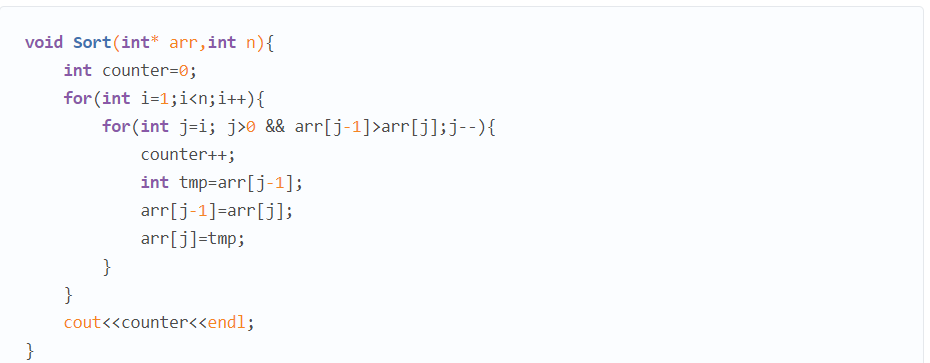 void Sort(int* arr,int n){
    int counter=0;
    for(int i=1;i<n;i++){
        for(int j=i; j>0 && arr[j-1]>arr[j];j--){
            counter++;
            int tmp=arr[j-1];
            arr[j-1]=arr[j];
            arr[j]=tmp;
        }
    }
    cout<<counter<<endl;
}